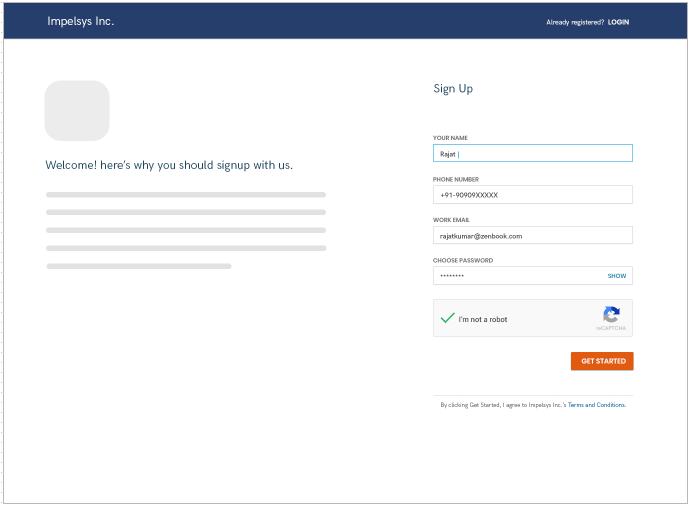 Impelsys Inc.
Already registered? LOGIN
Welcome! here's why you should signup with us.
Sign Up
YOUR NAME
Rajat
PHONE NUMBER
+91-90909XXXXX
WORK EMAIL
rajatkumar@zenbook.com
CHOOSE PASSWORD
******** SHOW
I'm not a robot
reCAPTCHA
GET STARTED
By clicking Get Started, I agree to Impelsys Inc.'s Terms and Conditions.